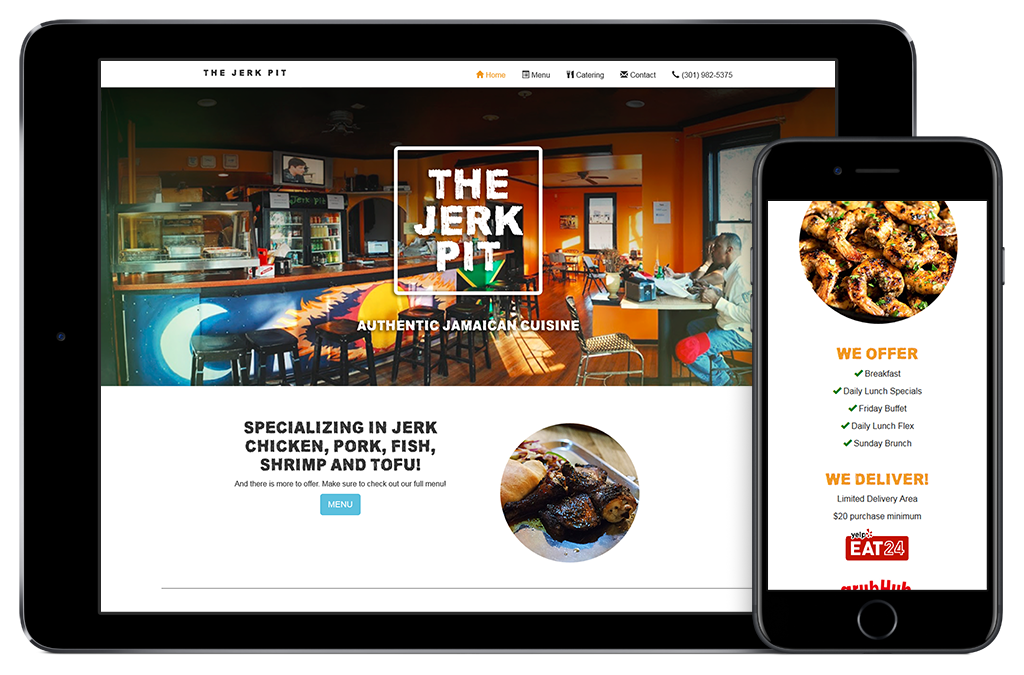 THE JERK PIT
Home Menu Catering Contact (301) 982-5375
Jerk pit
THE
JERK
PIT
AUTHENTIC JAMAICAN CUISINE
SPECIALIZING IN JERK
CHICKEN, PORK, FISH,
SHRIMP AND TOFU!
And there is more to offer. Make sure to check out our full menu!
MENU
WE OFFER
Breakfast
Daily Lunch Specials
Friday Buffet
Daily Lunch Flex
Sunday Brunch
WE DELIVER!
Limited Delivery Area
$20 purchase minimum
yelp
EAT24
grubHub